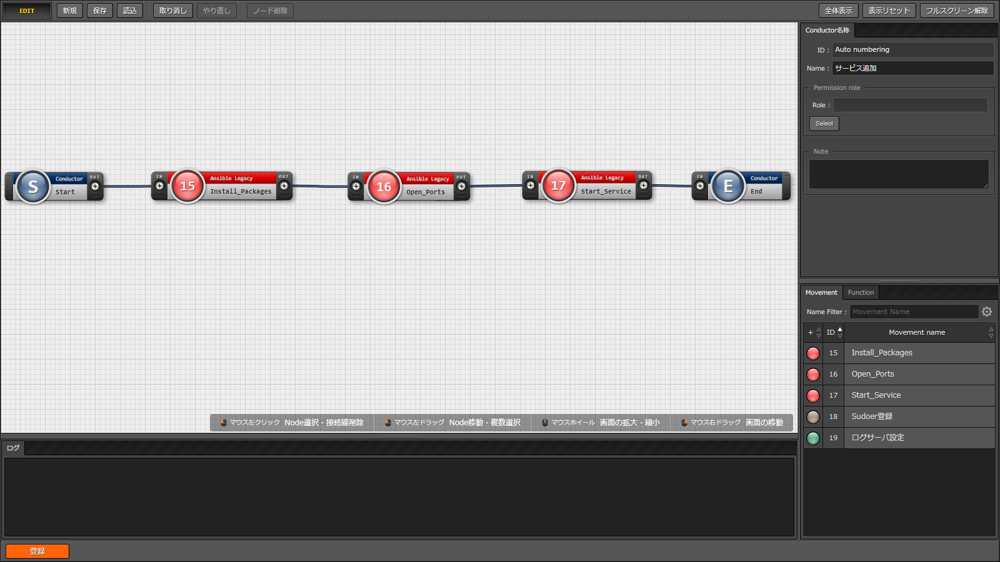 EDIT 新規 保存 読込 取り消し やり直し ノード削除 全体表示 表示リセット フルスクリーン解除
Conductor名称
ID : Auto numbering
Name : サービス追加
Permission role
Role :
Select
Note
S Conductor Start OUT
IN 15 Ansible Legacy Install_Packages OUT
IN 16 Ansible Legacy Open_Ports OUT
IN 17 Ansible Legacy Start_Service OUT
IN E Conductor End
マウス左クリック Node選択・接続線削除 マウス左ドラッグ Node移動・複数選択 マウスホイール 画面の拡大・縮小 マウス右ドラッグ 画面の移動
Movement Function
Name Filter : Movement Name
+ ID Movement name
15 Install_Packages
16 Open_Ports
17 Start_Service
18 Sudoer登録
19 ログサーバ設定
ログ
登録